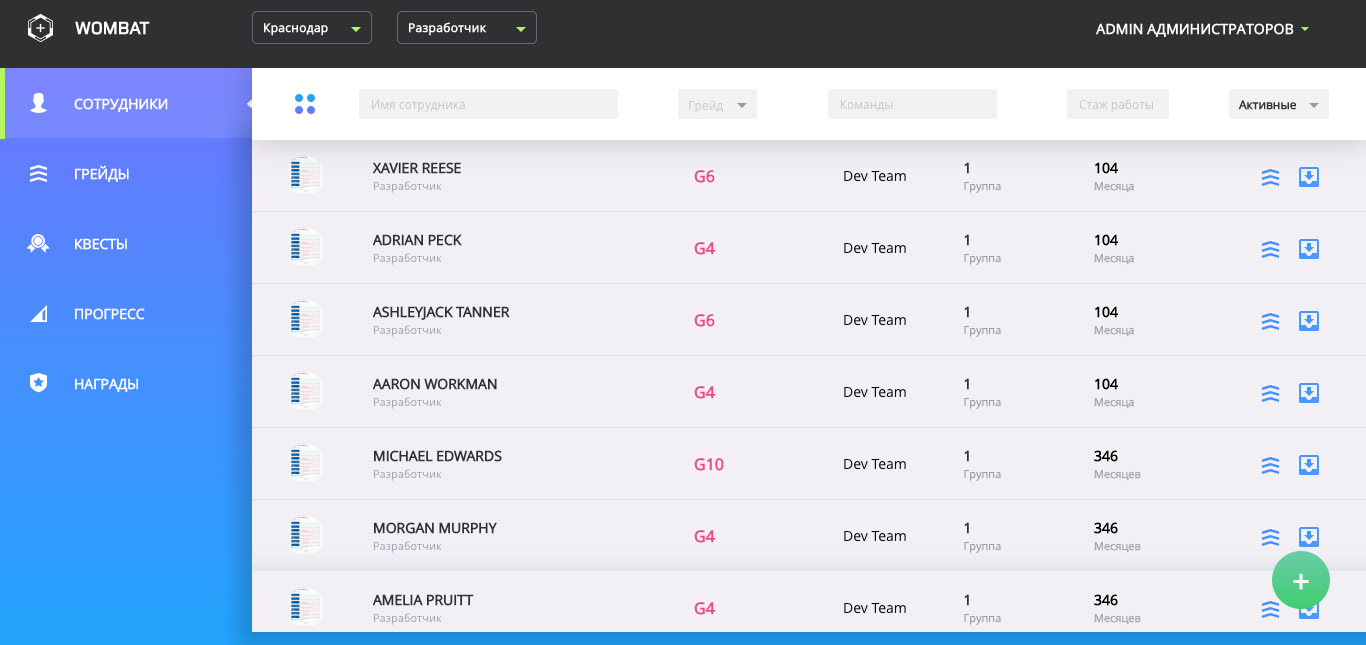 WOMBAT
Краснодар
Разработчик
ADMIN АДМИНИСТРАТОРОВ
СОТРУДНИКИ
ГРЕЙДЫ
КВЕСТЫ
ПРОГРЕСС
НАГРАДЫ
Имя сотрудника
Грейд
Команды
Стаж работы
Активные
XAVIER REESE
Разработчик
G6
Dev Team
1
Группа
104
Месяца
ADRIAN PECK
Разработчик
G4
Dev Team
1
Группа
104
Месяца
ASHLEYJACK TANNER
Разработчик
G6
Dev Team
1
Группа
104
Месяца
AARON WORKMAN
Разработчик
G4
Dev Team
1
Группа
104
Месяца
MICHAEL EDWARDS
Разработчик
G10
Dev Team
1
Группа
346
Месяцев
MORGAN MURPHY
Разработчик
G4
Dev Team
1
Группа
346
Месяцев
AMELIA PRUITT
Разработчик
G4
Dev Team
1
Группа
346
Месяцев